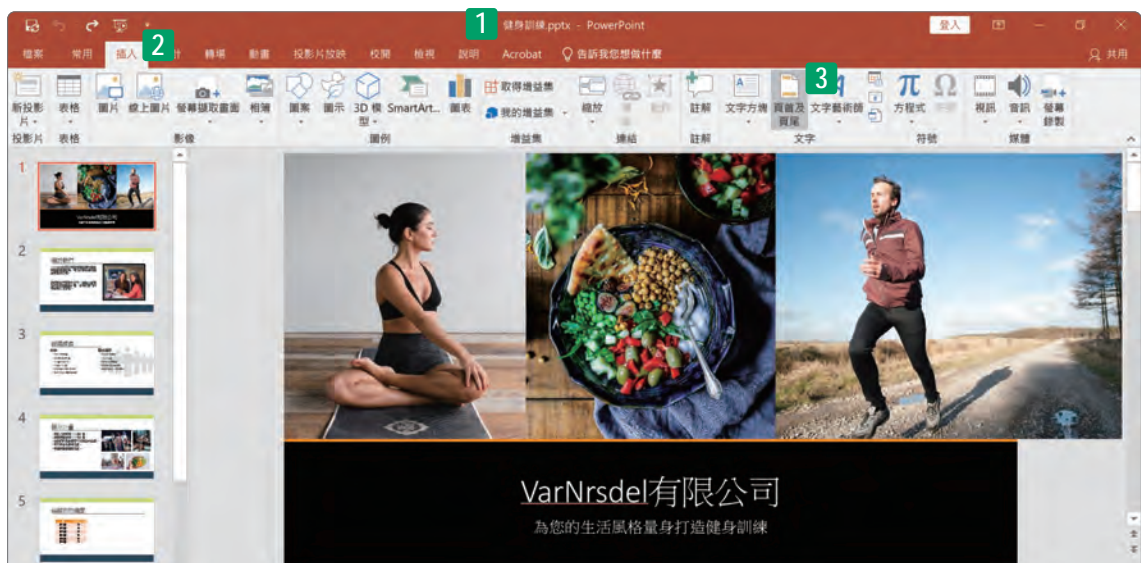 1
健身訓練.pptx - PowerPoint
登入
檔案 常用 插入 2 計 轉場 動畫 投影片放映 校閱 檢視 說明 Acrobat 告訴我您想做什麼 共用
3
新投影片 表格 圖片 線上圖片 螢幕擷取畫面 相簿 圖案 圖示 3D 模型 SmartArt... 圖表 取得增益集 我的增益集 縮放 註解 文字方塊 頁首及頁尾 文字藝術師 方程式 視訊 音訊 螢幕錄製
投影片 表格 影像 圖例 增益集 連結 註解 文字 符號 媒體
1
2
3
4
5
VarNrsdel有限公司
為您的生活風格量身打造健身訓練